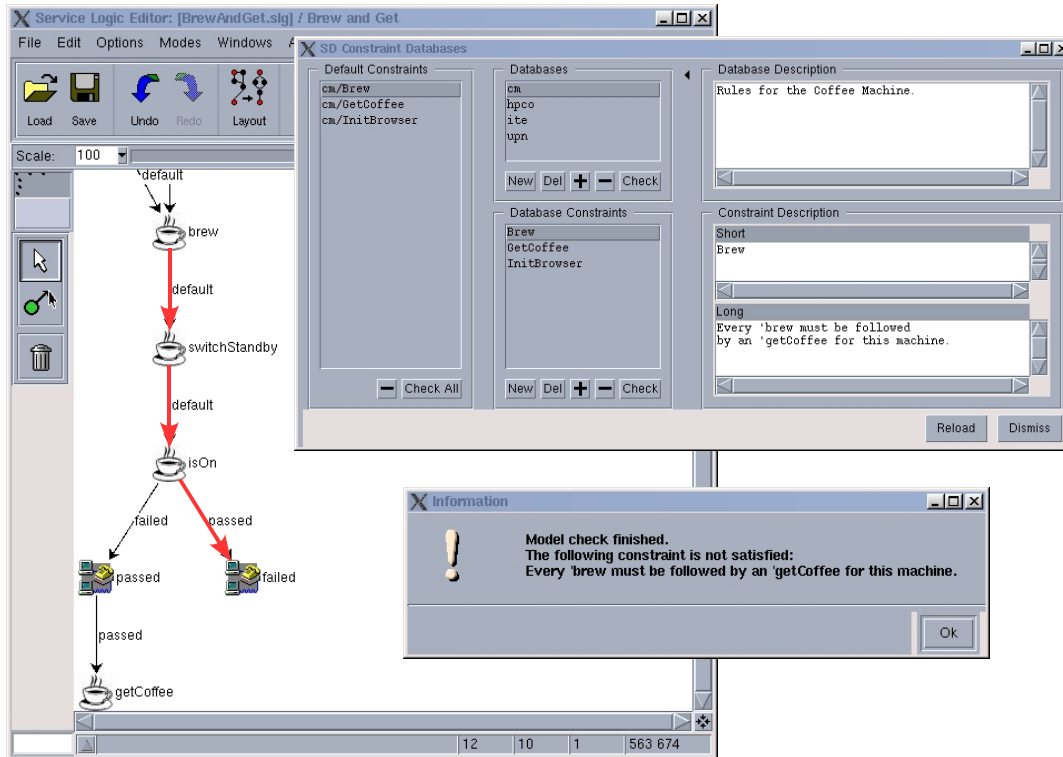 Service Logic Editor: [BrewAndGet.slg] / Brew and Get
File Edit Options Modes Windows
Load Save Undo Redo Layout
Scale: 100
default
brew
default
switchStandby
default
isOn
failed passed
passed failed
passed
getCoffee
12 10 1 563 674
SD Constraint Databases
Default Constraints
cm/Brew
cm/GetCoffee
cm/InitBrowser
Check All
Databases
cm
hpco
ite
upn
New Del Check
Database Constraints
Brew
GetCoffee
InitBrowser
New Del Check
Database Description
Rules for the Coffee Machine.
Constraint Description
Short
Brew
Long
Every 'brew must be followed
by an 'getCoffee for this machine.
Reload Dismiss
Information
Model check finished.
The following constraint is not satisfied:
Every 'brew must be followed by an 'getCoffee for this machine.
Ok